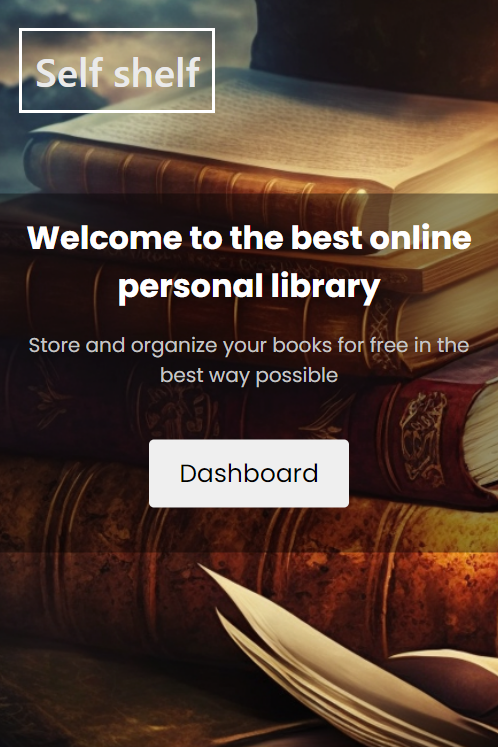 Self shelf
Welcome to the best online
personal library
Store and organize your books for free in the
best way possible
Dashboard